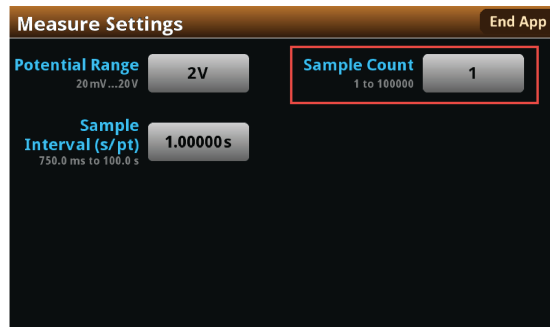 Measure Settings
End App
Potential Range
20 mV...20 V
2V
Sample Count
1 to 100000
1
Sample
Interval (s/pt)
750.0 ms to 100.0 s
1.00000 s